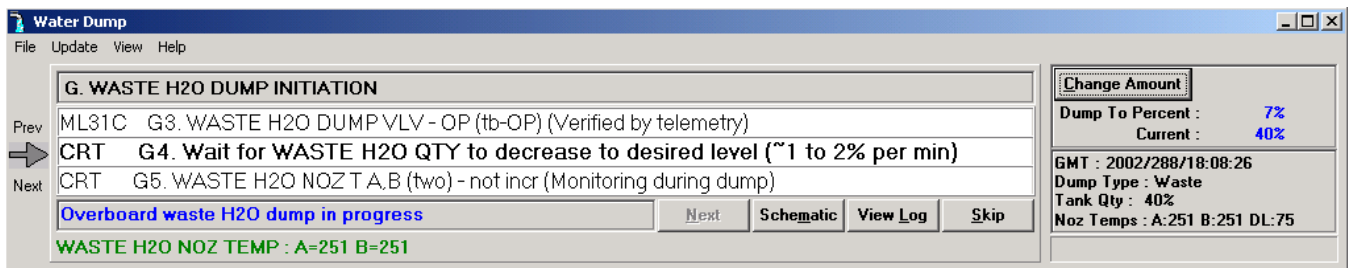 Water Dump
File Update View Help
G. WASTE H2O DUMP INITIATION
Prev
ML31C G3. WASTE H2O DUMP VLV - OP (tb-OP) (Verified by telemetry)
CRT G4. Wait for WASTE H2O QTY to decrease to desired level (~1 to 2% per min)
Next
CRT G5. WASTE H2O NOZ T A,B (two) - not incr (Monitoring during dump)
Overboard waste H2O dump in progress
Next Schematic View Log Skip
WASTE H2O NOZ TEMP : A=251 B=251
Change Amount
Dump To Percent : 7%
Current : 40%
GMT : 2002/288/18:08:26
Dump Type : Waste
Tank Qty : 40%
Noz Temps : A:251 B:251 DL:75